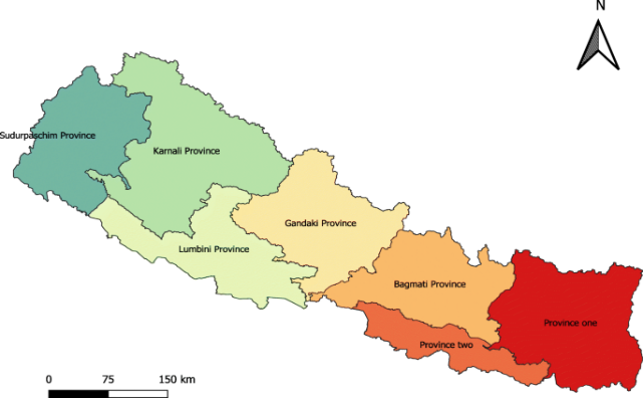 N
Sudurpaschim Province
Karnali Province
Gandaki Province
Lumbini Province
Bagmati Province
Province one
Province two
0 75 150 km